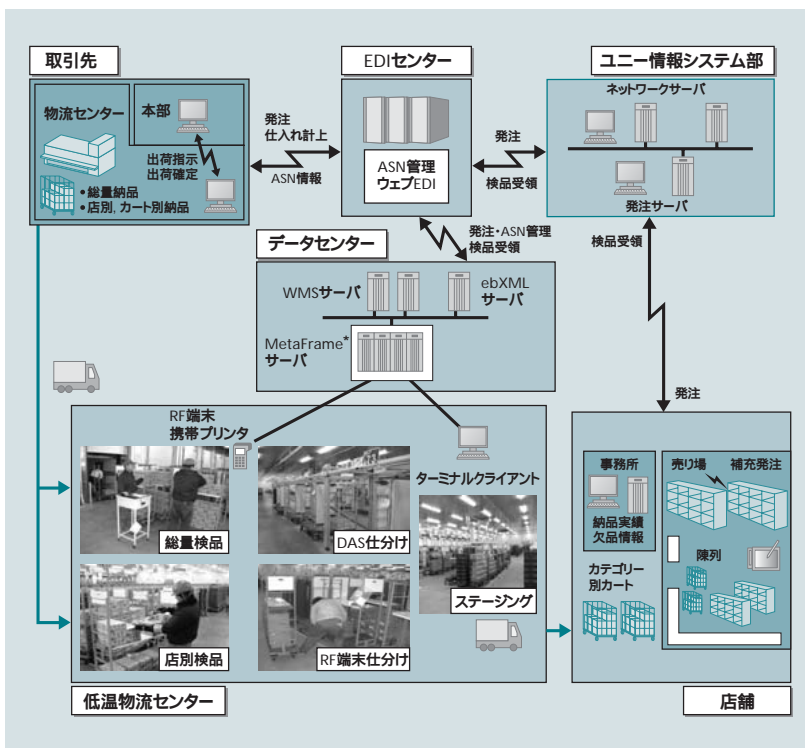 取引先
物流センター
本部
出荷指示
出荷確定
•総量納品
•店別, カート別納品
発注
仕入れ計上
ASN情報
EDIセンター
ASN管理
ウェブEDI
発注
検品受領
ユニー情報システム部
ネットワークサーバ
発注サーバ
発注・ASN管理
検品受領
検品受領
発注
データセンター
WMSサーバ
ebXML
サーバ
MetaFrame*
サーバ
RF端末
携帯プリンタ
ターミナルクライアント
総量検品
DAS仕分け
ステージング
店別検品
RF端末仕分け
低温物流センター
事務所
納品実績
欠品情報
売り場
補充発注
陳列
カテゴリー
別カート
店舗